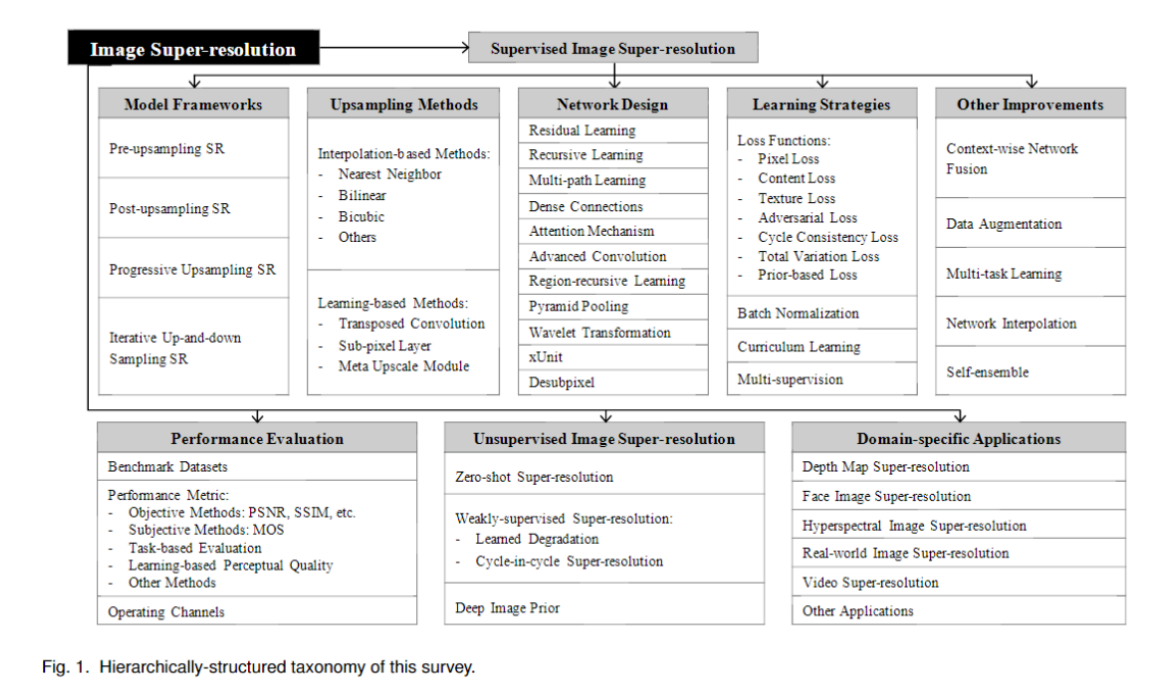 Image Super-resolution
Supervised Image Super-resolution
Model Frameworks
Pre-upsampling SR
Post-upsampling SR
Progressive Upsampling SR
Iterative Up-and-down
Sampling SR
Upsampling Methods
Interpolation-based Methods:
- Nearest Neighbor
- Bilinear
- Bicubic
- Others
Learning-based Methods:
- Transposed Convolution
- Sub-pixel Layer
- Meta Upscale Module
Network Design
Residual Learning
Recursive Learning
Multi-path Learning
Dense Connections
Attention Mechanism
Advanced Convolution
Region-recursive Learning
Pyramid Pooling
Wavelet Transformation
xUnit
Desubpixel
Learning Strategies
Loss Functions:
- Pixel Loss
- Content Loss
- Texture Loss
- Adversarial Loss
- Cycle Consistency Loss
- Total Variation Loss
- Prior-based Loss
Batch Normalization
Curriculum Learning
Multi-supervision
Other Improvements
Context-wise Network
Fusion
Data Augmentation
Multi-task Learning
Network Interpolation
Self-ensemble
Performance Evaluation
Benchmark Datasets
Performance Metric:
- Objective Methods: PSNR, SSIM, etc.
- Subjective Methods: MOS
- Task-based Evaluation
- Learning-based Perceptual Quality
- Other Methods
Operating Channels
Unsupervised Image Super-resolution
Zero-shot Super-resolution
Weakly-supervised Super-resolution:
- Learned Degradation
- Cycle-in-cycle Super-resolution
Deep Image Prior
Domain-specific Applications
Depth Map Super-resolution
Face Image Super-resolution
Hyperspectral Image Super-resolution
Real-world Image Super-resolution
Video Super-resolution
Other Applications
Fig. 1. Hierarchically-structured taxonomy of this survey.